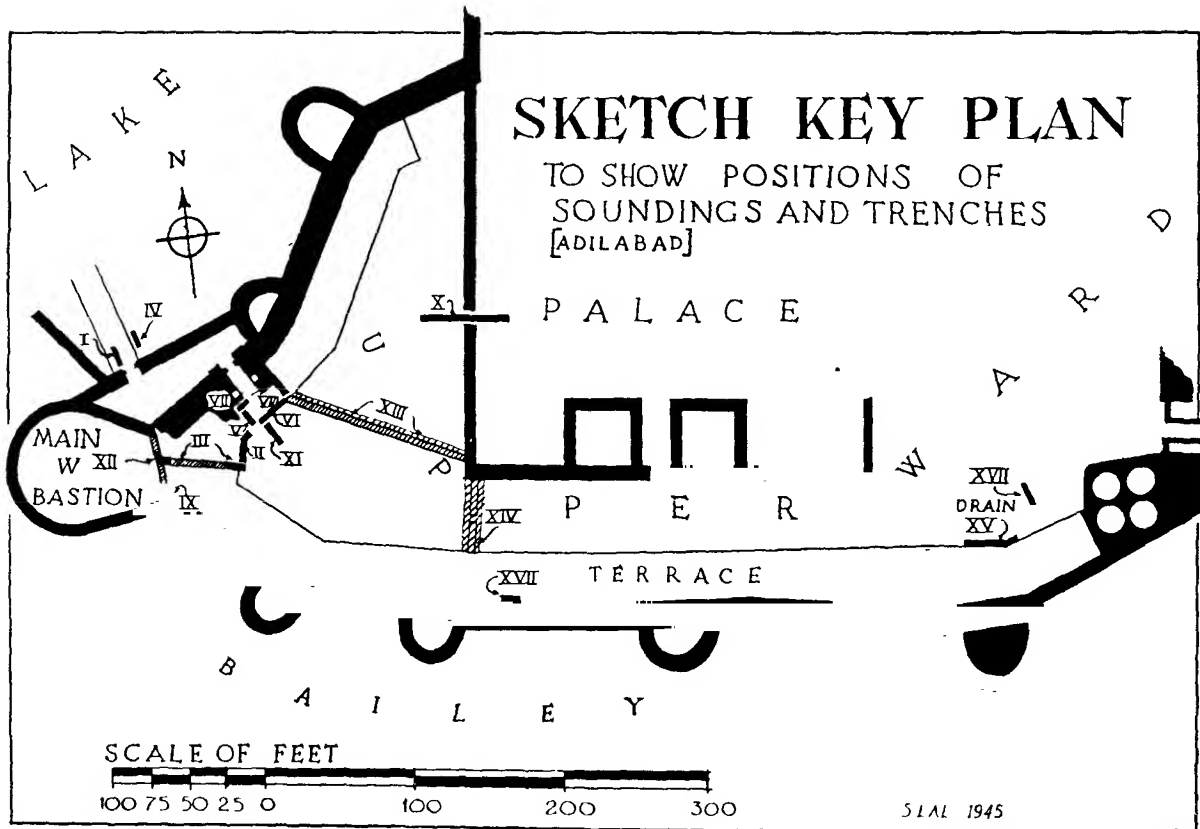 SKETCH KEY PLAN
TO SHOW POSITIONS OF
SOUNDINGS AND TRENCHES
[ADILABAD]
LAKE
N
PALACE
UPPER WARD
I
IV
X
VII
VIII
V
VI
II
XI
XIII
MAIN
W
BASTION
XII
III
IX
XIV
XVII
DRAIN
XV
XVII
TERRACE
BAILEY
SCALE OF FEET
100 75 50 25 0 100 200 300
S LAL 1945